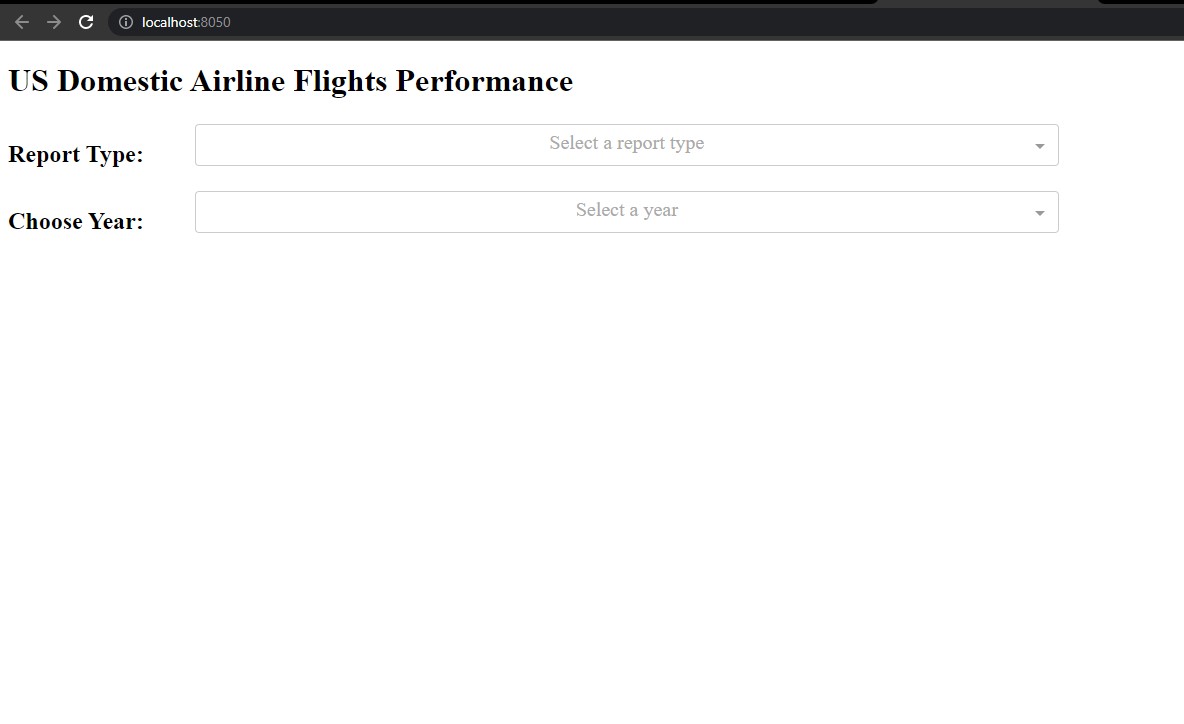 localhost:8050
US Domestic Airline Flights Performance
Report Type: Select a report type
Choose Year: Select a year